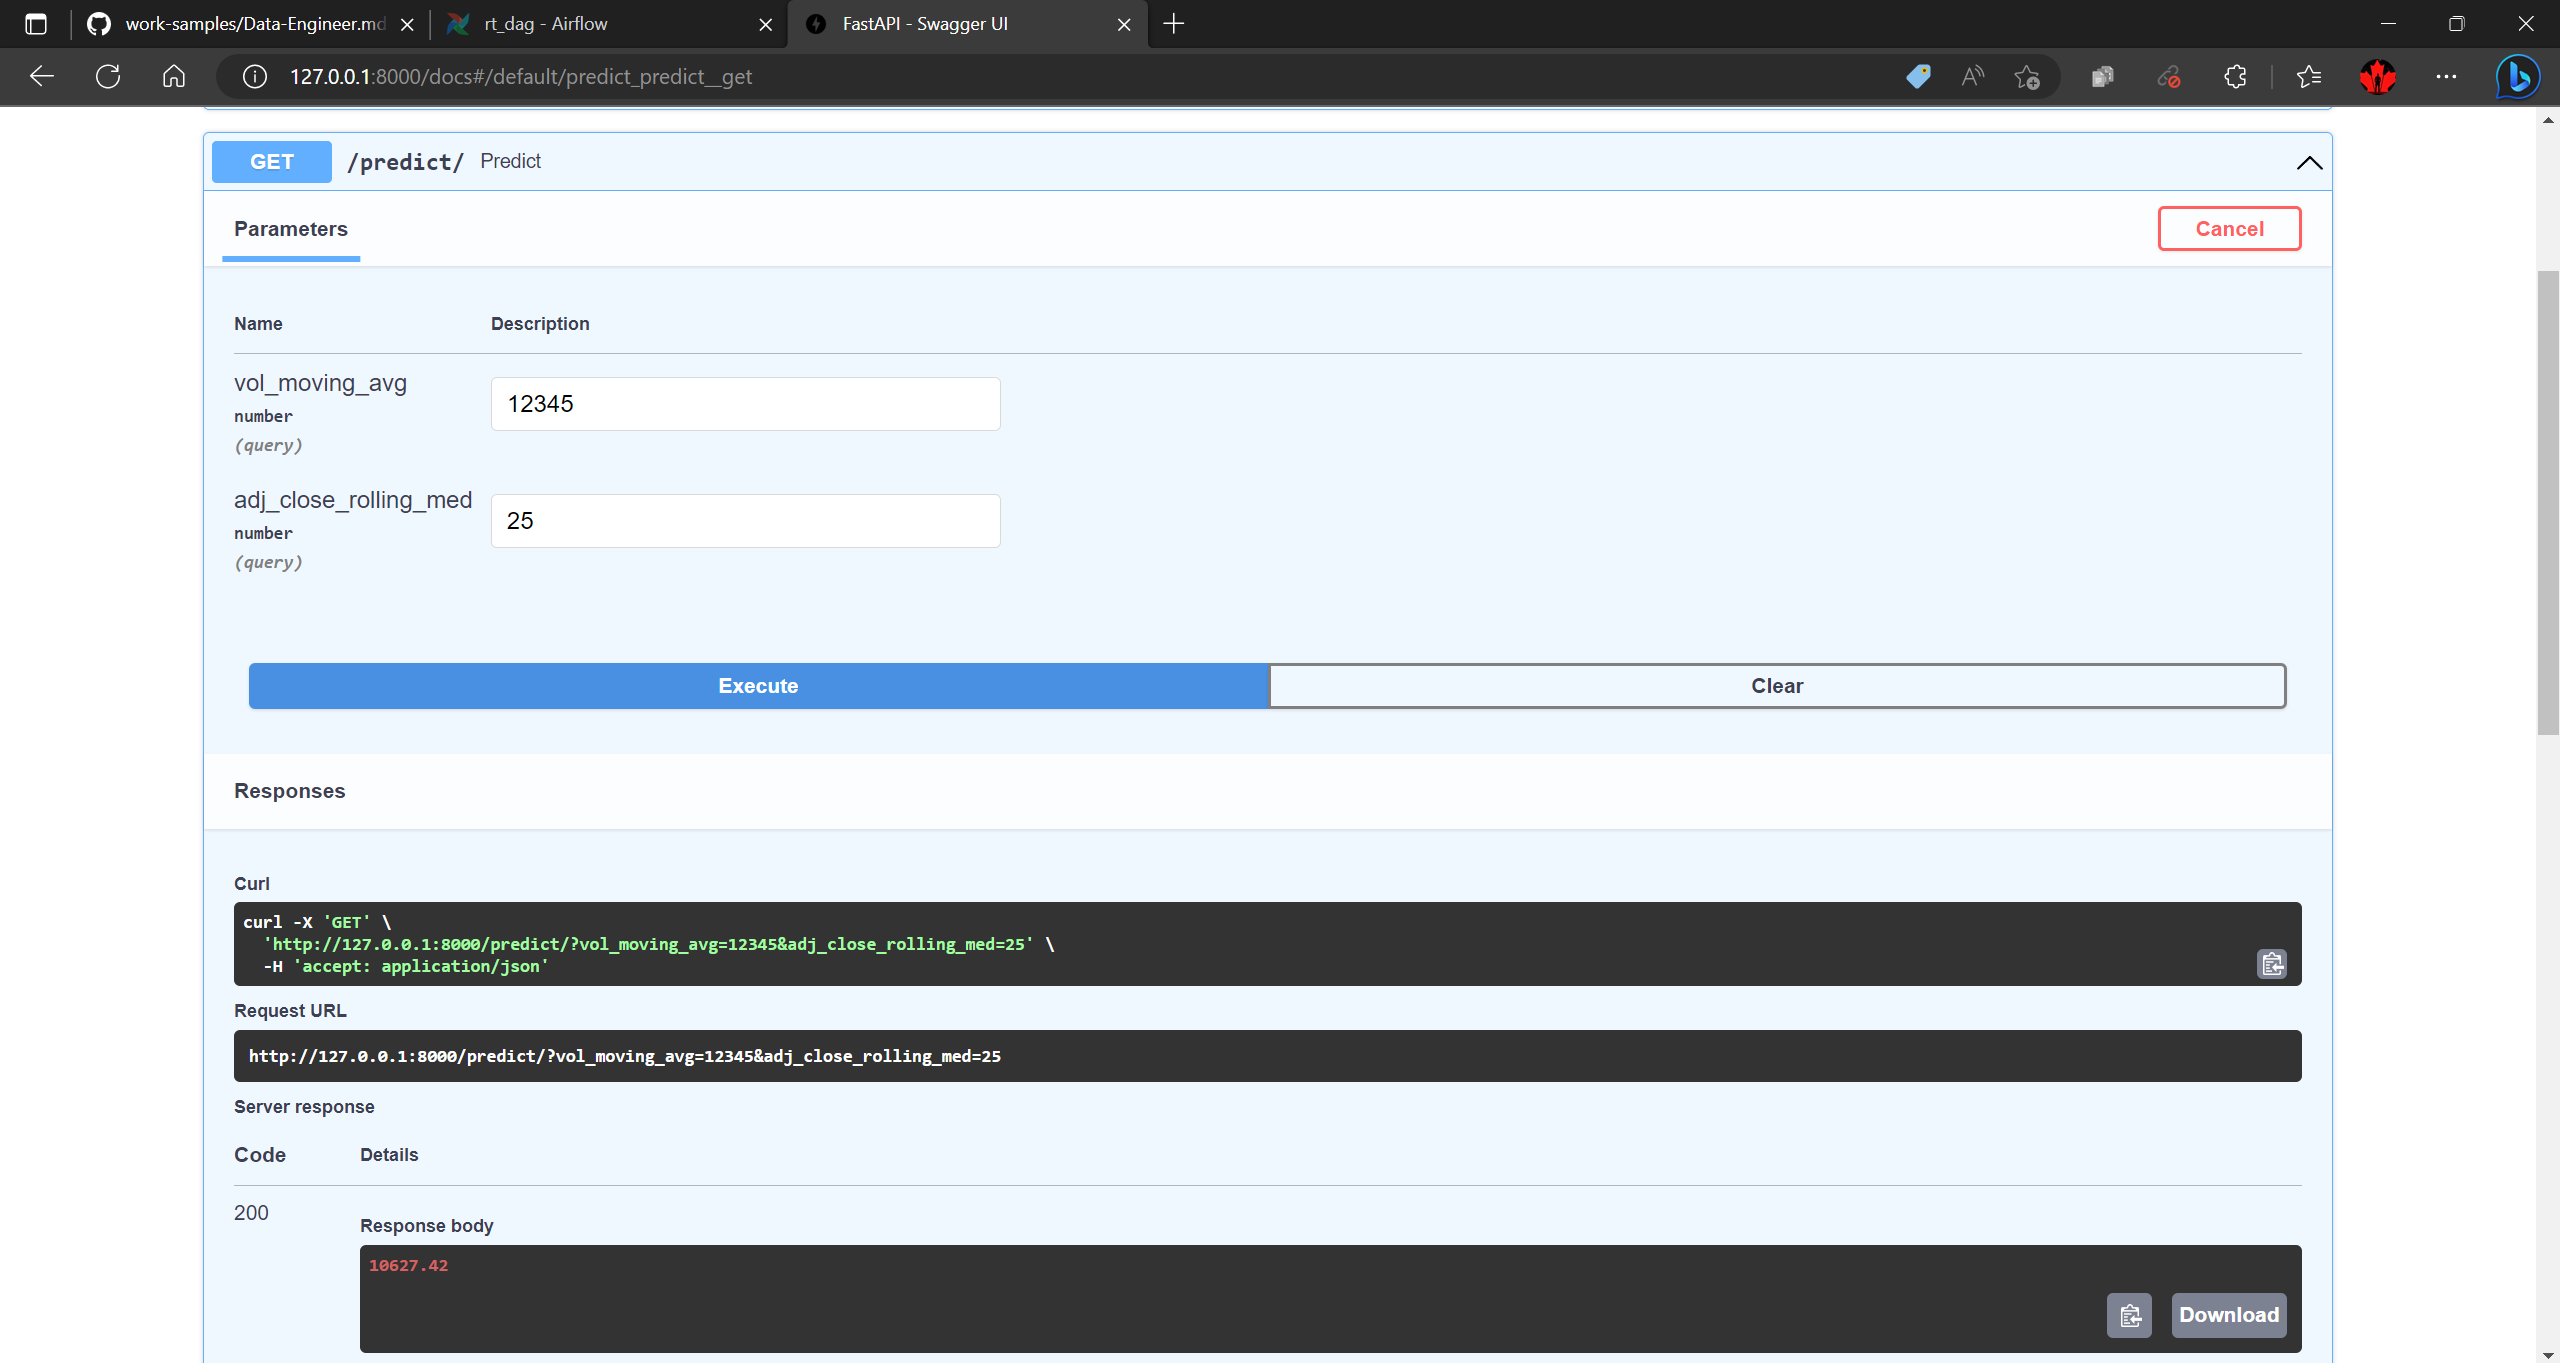 work-samples/Data-Engineer.md
rt_dag - Airflow
FastAPI - Swagger UI
127.0.0.1:8000/docs#/default/predict_predict__get
GET /predict/ Predict
Parameters
Cancel
Name Description
vol_moving_avg
number
(query)
12345
adj_close_rolling_med
number
(query)
25
Execute
Clear
Responses
Curl
curl -X 'GET' \
'http://127.0.0.1:8000/predict/?vol_moving_avg=12345&adj_close_rolling_med=25' \
-H 'accept: application/json'
Request URL
http://127.0.0.1:8000/predict/?vol_moving_avg=12345&adj_close_rolling_med=25
Server response
Code Details
200
Response body
10627.42
Download